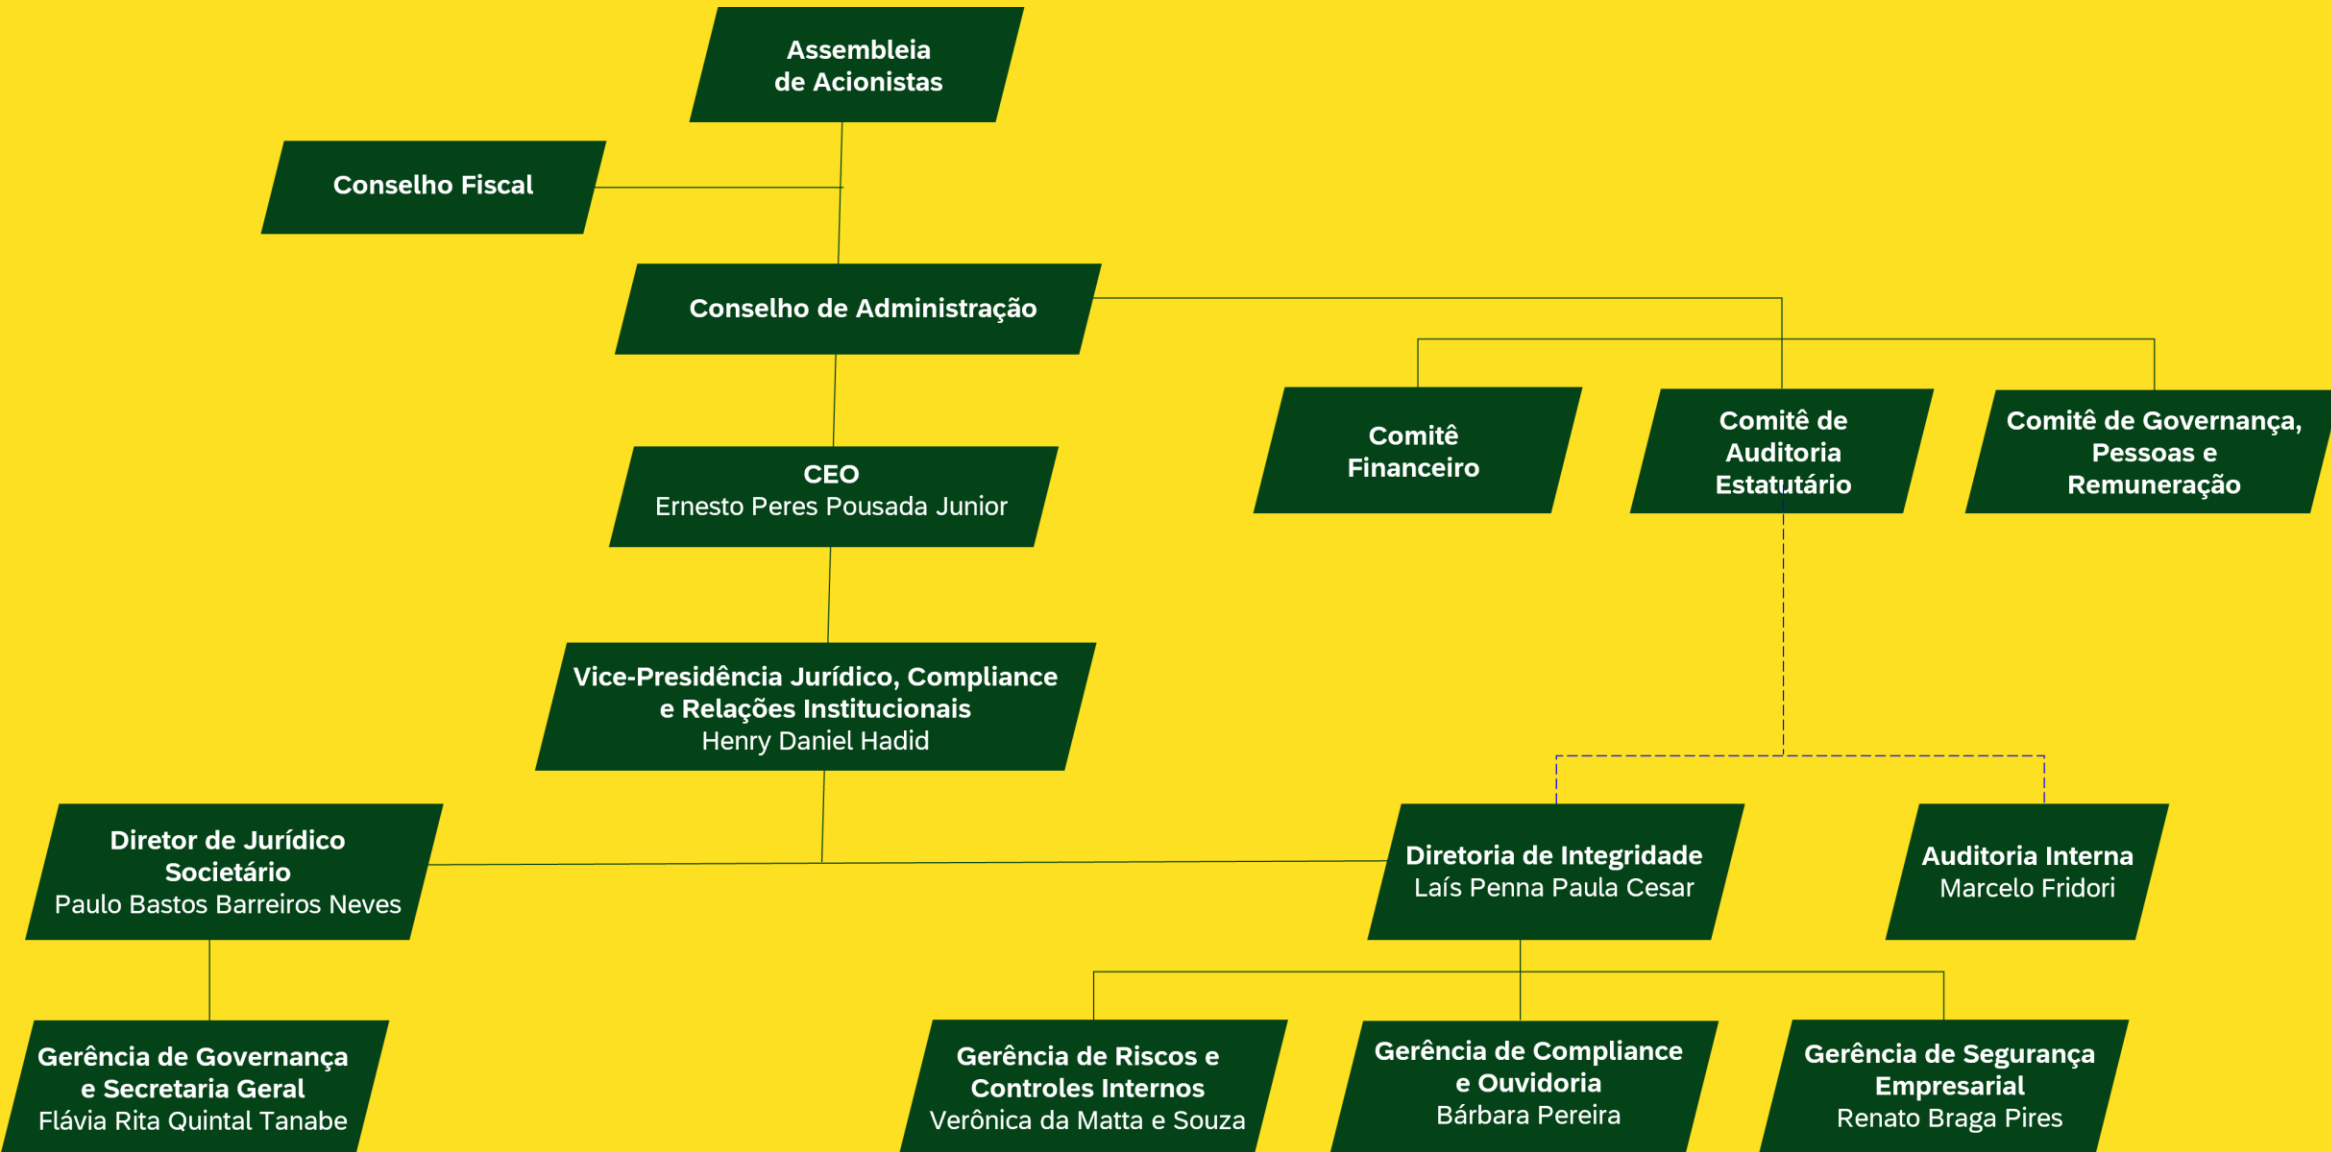 Assembleia
de Acionistas
Conselho Fiscal
Conselho de Administração
Comitê
Financeiro
Comitê de
Auditoria
Estatutário
Comitê de Governança,
Pessoas e
Remuneração
CEO
Ernesto Peres Pousada Junior
Vice-Presidência Jurídico, Compliance
e Relações Institucionais
Henry Daniel Hadid
Diretor de Jurídico
Societário
Paulo Bastos Barreiros Neves
Diretoria de Integridade
Laís Penna Paula Cesar
Auditoria Interna
Marcelo Fridori
Gerência de Governança
e Secretaria Geral
Flávia Rita Quintal Tanabe
Gerência de Riscos e
Controles Internos
Verônica da Matta e Souza
Gerência de Compliance
e Ouvidoria
Bárbara Pereira
Gerência de Segurança
Empresarial
Renato Braga Pires